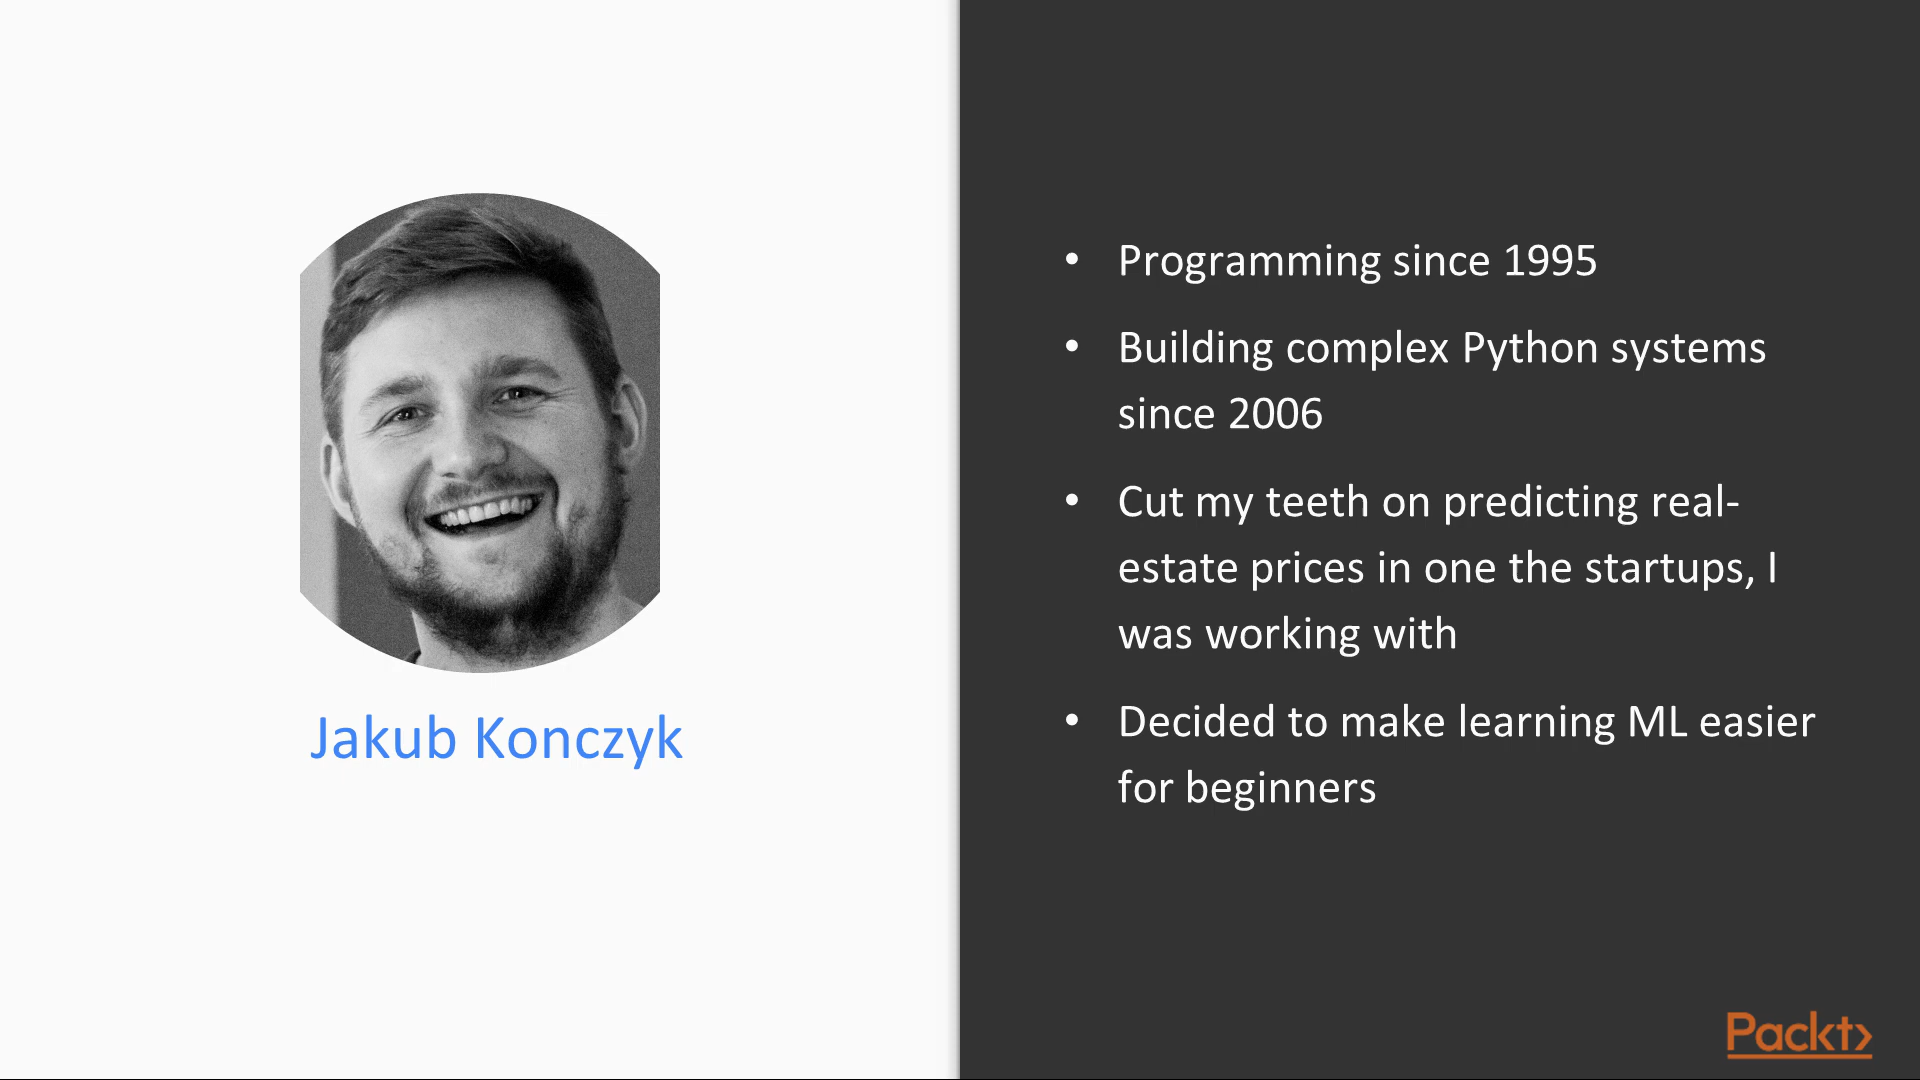 Jakub Konczyk
• Programming since 1995
• Building complex Python systems
since 2006
• Cut my teeth on predicting real-
estate prices in one the startups, I
was working with
• Decided to make learning ML easier
for beginners
Packt>